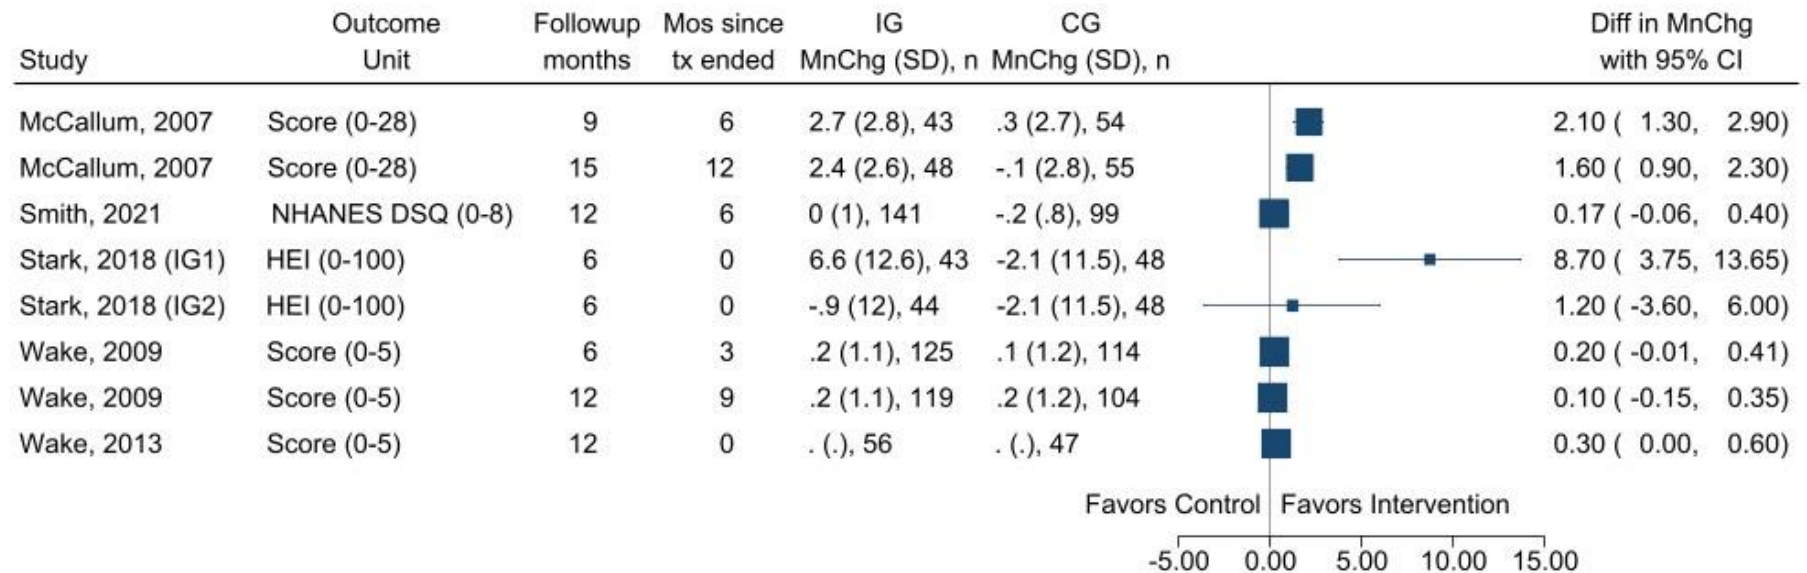 Outcome Followup Mos since IG CG Diff in MnChg
Study Unit months tx ended MnChg (SD), n MnChg (SD), n with 95% CI
McCallum, 2007 Score (0-28) 9 6 2.7 (2.8), 43 .3 (2.7), 54 2.10 ( 1.30, 2.90)
McCallum, 2007 Score (0-28) 15 12 2.4 (2.6), 48 -.1 (2.8), 55 1.60 ( 0.90, 2.30)
Smith, 2021 NHANES DSQ (0-8) 12 6 0 (1), 141 -.2 (.8), 99 0.17 ( -0.06, 0.40)
Stark, 2018 (IG1) HEI (0-100) 6 0 6.6 (12.6), 43 -2.1 (11.5), 48 8.70 ( 3.75, 13.65)
Stark, 2018 (IG2) HEI (0-100) 6 0 -.9 (12), 44 -2.1 (11.5), 48 1.20 ( -3.60, 6.00)
Wake, 2009 Score (0-5) 6 3 .2 (1.1), 125 .1 (1.2), 114 0.20 ( -0.01, 0.41)
Wake, 2009 Score (0-5) 12 9 .2 (1.1), 119 .2 (1.2), 104 0.10 ( -0.15, 0.35)
Wake, 2013 Score (0-5) 12 0 . (.), 56 . (.), 47 0.30 ( 0.00, 0.60)
Favors Control Favors Intervention
-5.00 0.00 5.00 10.00 15.00